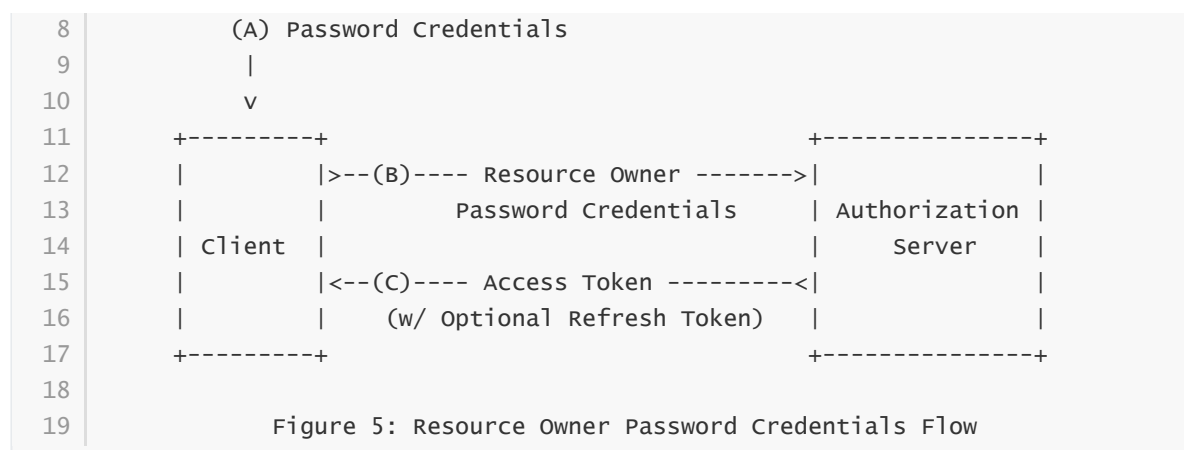 8            (A) Password Credentials
9             |
10            v
11       +---------+                                  +---------------+
12       |         |>--(B)---- Resource Owner ------->|               |
13       |         |         Password Credentials     | Authorization |
14       | Client  |                                  |     Server    |
15       |         |<--(C)---- Access Token ---------<|               |
16       |         |    (w/ Optional Refresh Token)   |               |
17       +---------+                                  +---------------+
18
19              Figure 5: Resource Owner Password Credentials Flow